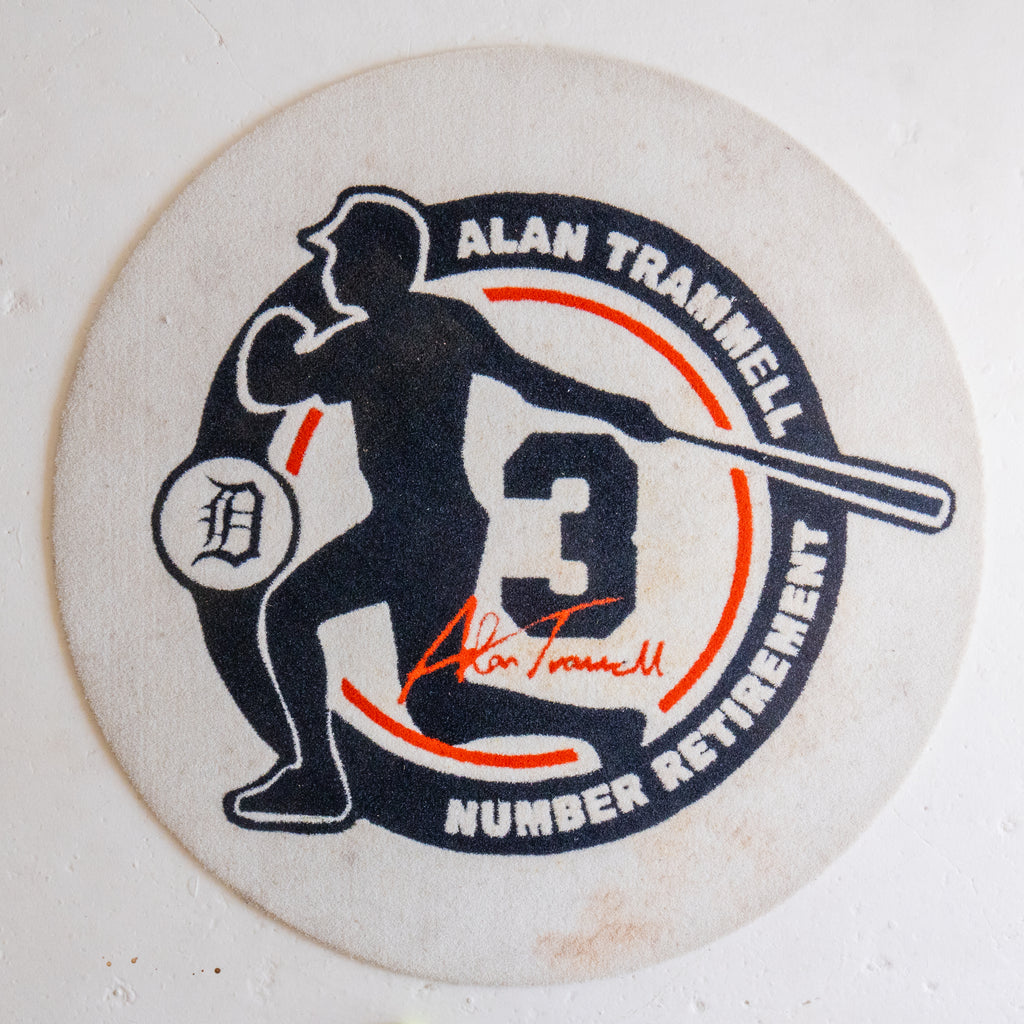 ALAN TRAMMELL
D
3
Alan Trammell
NUMBER RETIREMENT